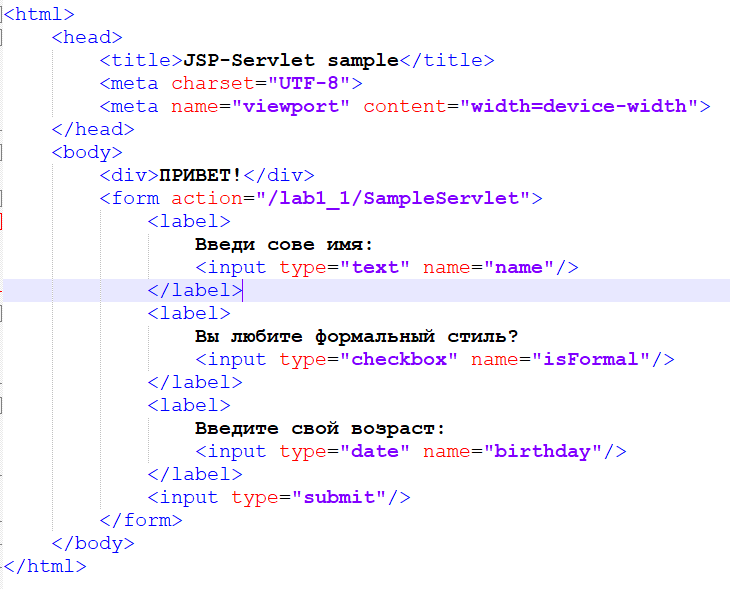 <html>
<head>
<title>JSP-Servlet sample</title>
<meta charset="UTF-8">
<meta name="viewport" content="width=device-width">
</head>
<body>
<div>ПРИВЕТ!</div>
<form action="/lab1_1/SampleServlet">
<label>
Введи сове имя:
<input type="text" name="name"/>
</label>
<label>
Вы любите формальный стиль?
<input type="checkbox" name="isFormal"/>
</label>
<label>
Введите свой возраст:
<input type="date" name="birthday"/>
</label>
<input type="submit"/>
</form>
</body>
</html>